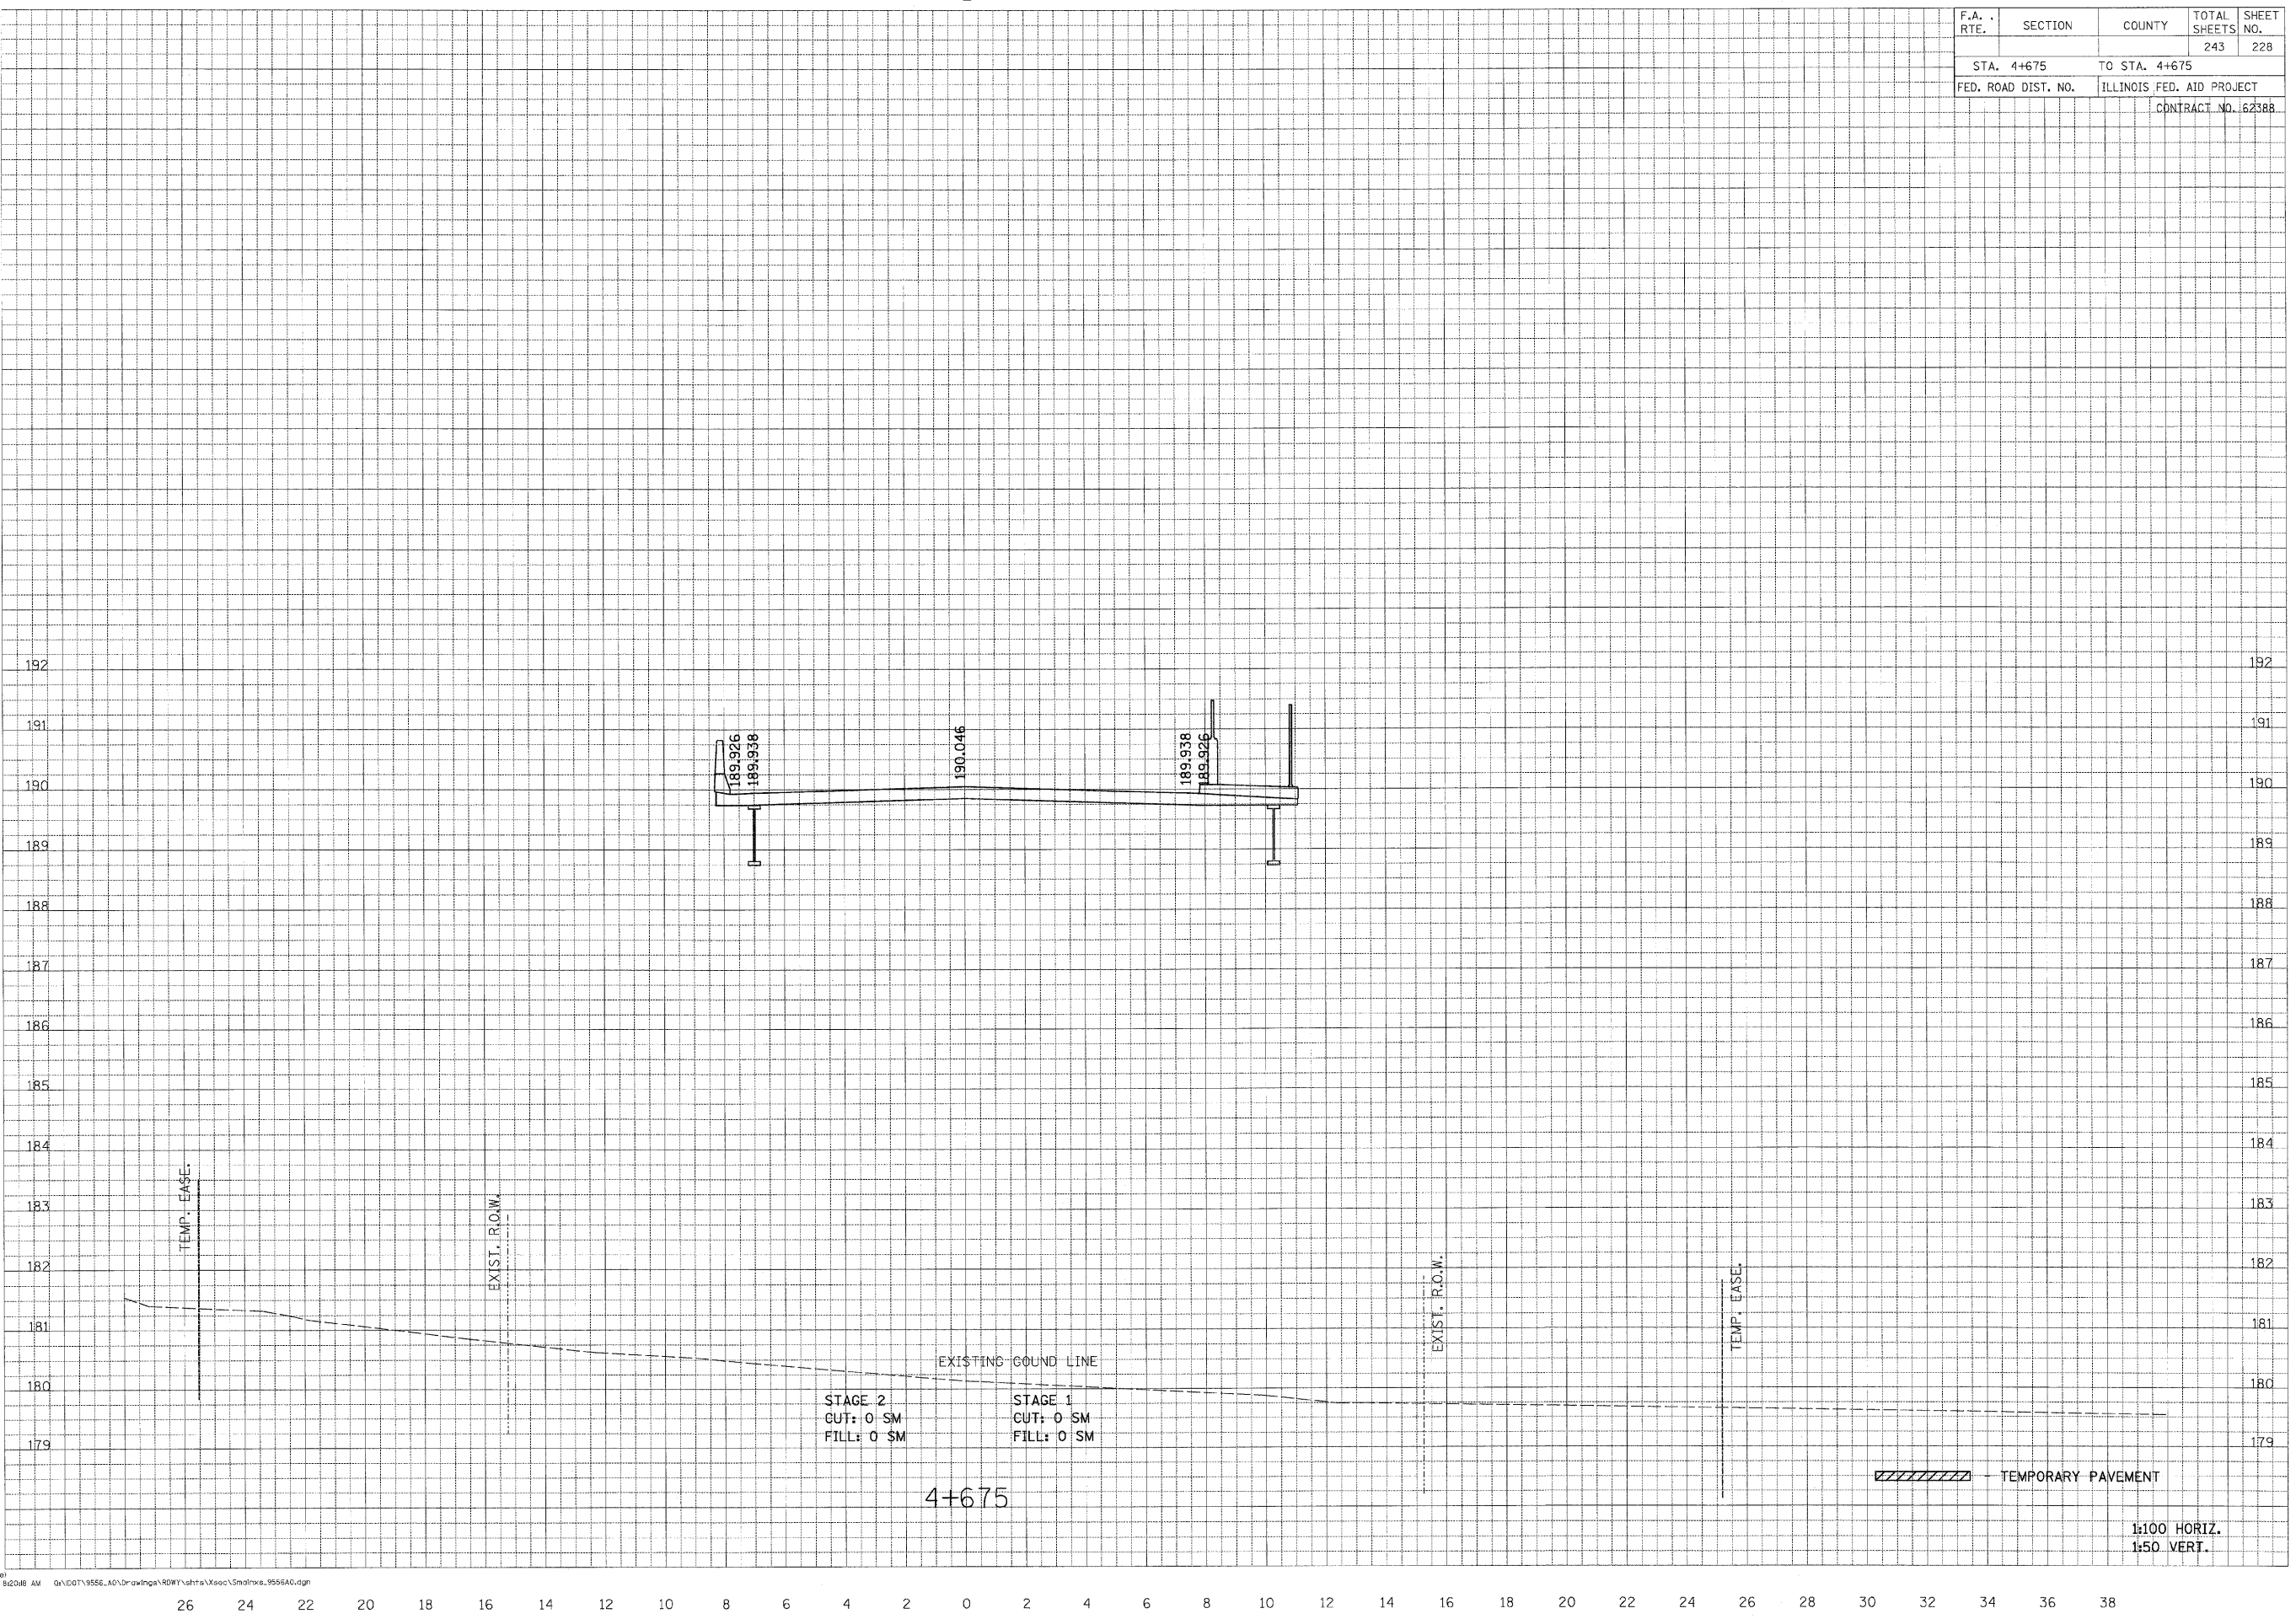 F.A. . RTE. SECTION COUNTY TOTAL SHEETS SHEET NO.
243 228
STA. 4+675 TO STA. 4+675
FED. ROAD DIST. NO. ILLINOIS FED. AID PROJECT
CONTRACT NO. 62388
192 192
191 191
189.926 189.938 190.046 189.938 189.926
190 190
189 189
188 188
187 187
186 186
185 185
184 184
TEMP. EASE.
183 183
EXIST. R.O.W.
182 182
EXIST. R.O.W.
TEMP. EASE.
181 181
EXISTING GOUND LINE
180 180
STAGE 2 STAGE 1
CUT: 0 SM CUT: 0 SM
FILL: 0 SM FILL: 0 SM
179 179
TEMPORARY PAVEMENT
4+675
1:100 HORIZ.
1:50 VERT.
8:20:18 AM
26 24 22 20 18 16 14 12 10 8 6 4 2 0 2 4 6 8 10 12 14 16 18 20 22 24 26 28 30 32 34 36 38